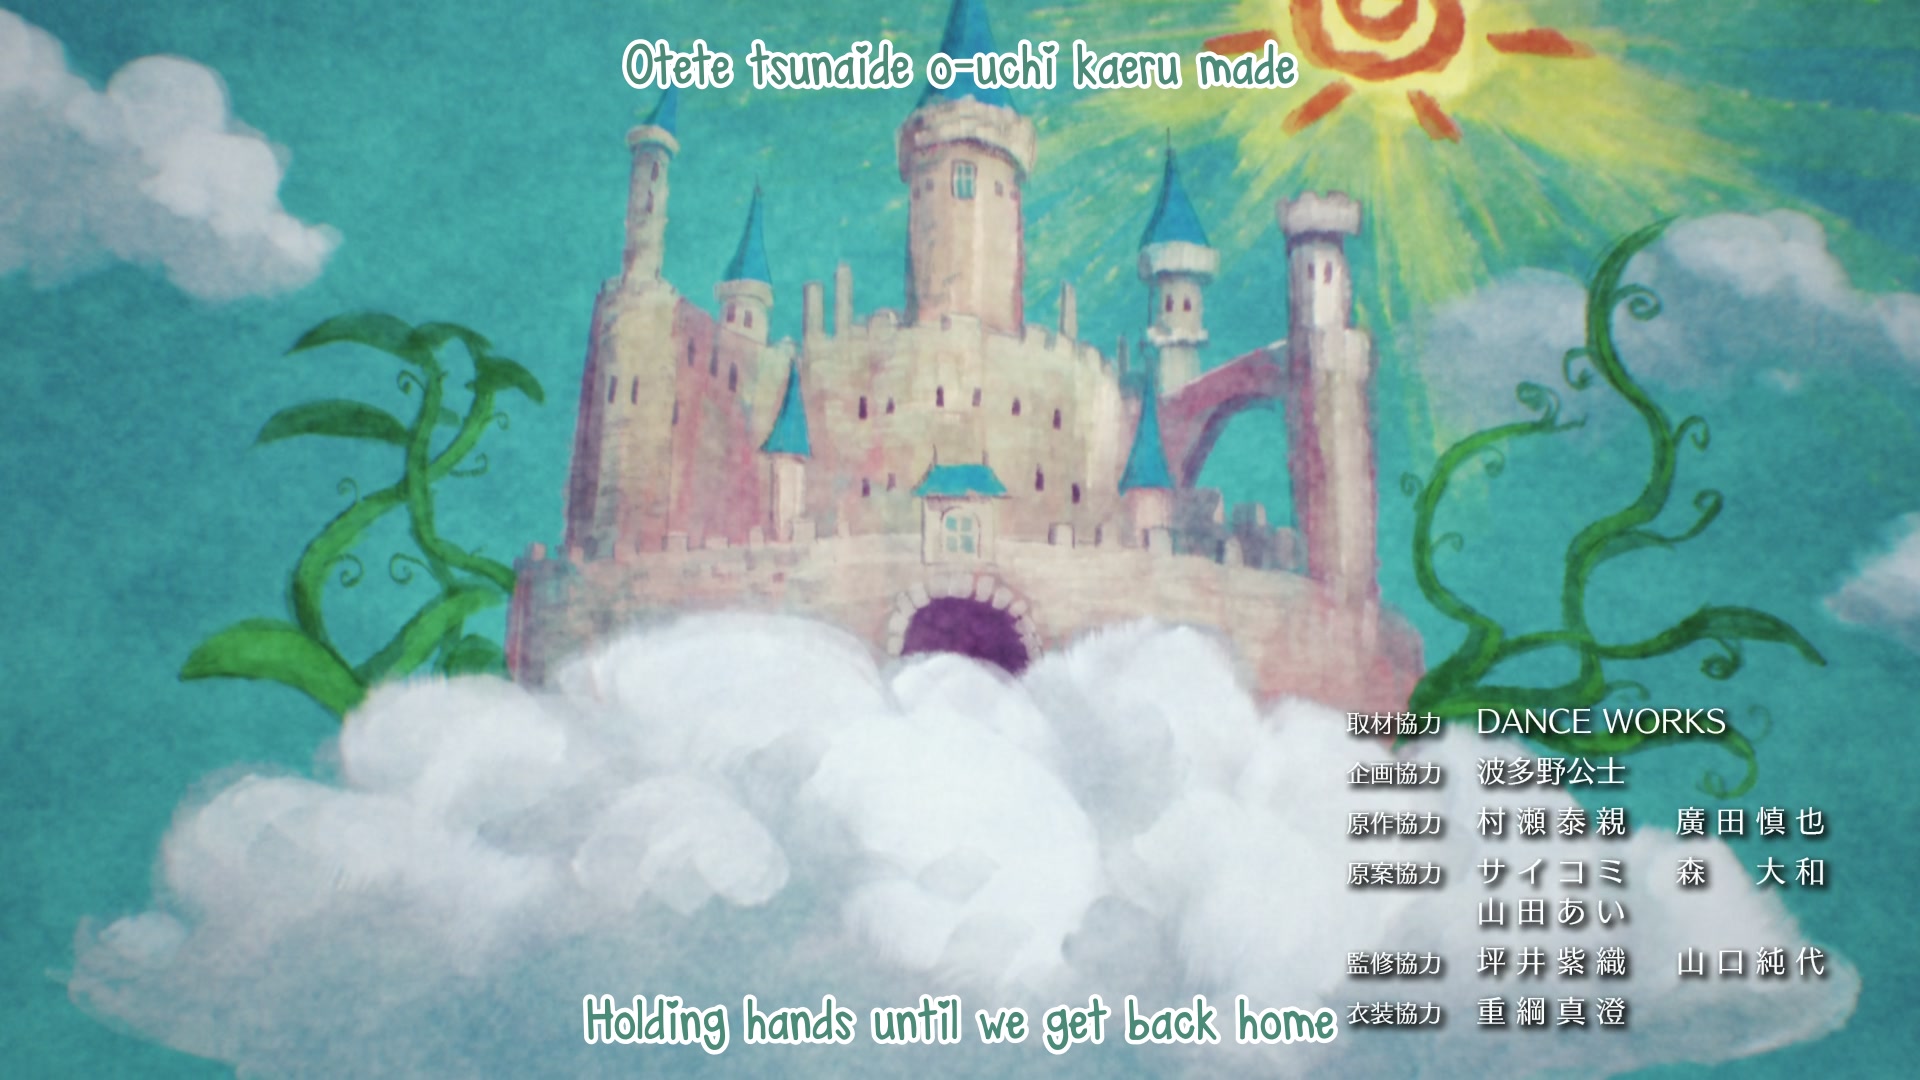 Otete tsunaide o-uchi kaeru made
取材協力 DANCE WORKS
企画協力 波多野公士
原作協力 村瀬泰親 廣田慎也
原案協力 サイコミ 森 大和
山田あい
監修協力 坪井紫織 山口純代
衣装協力 重綱真澄
Holding hands until we get back home